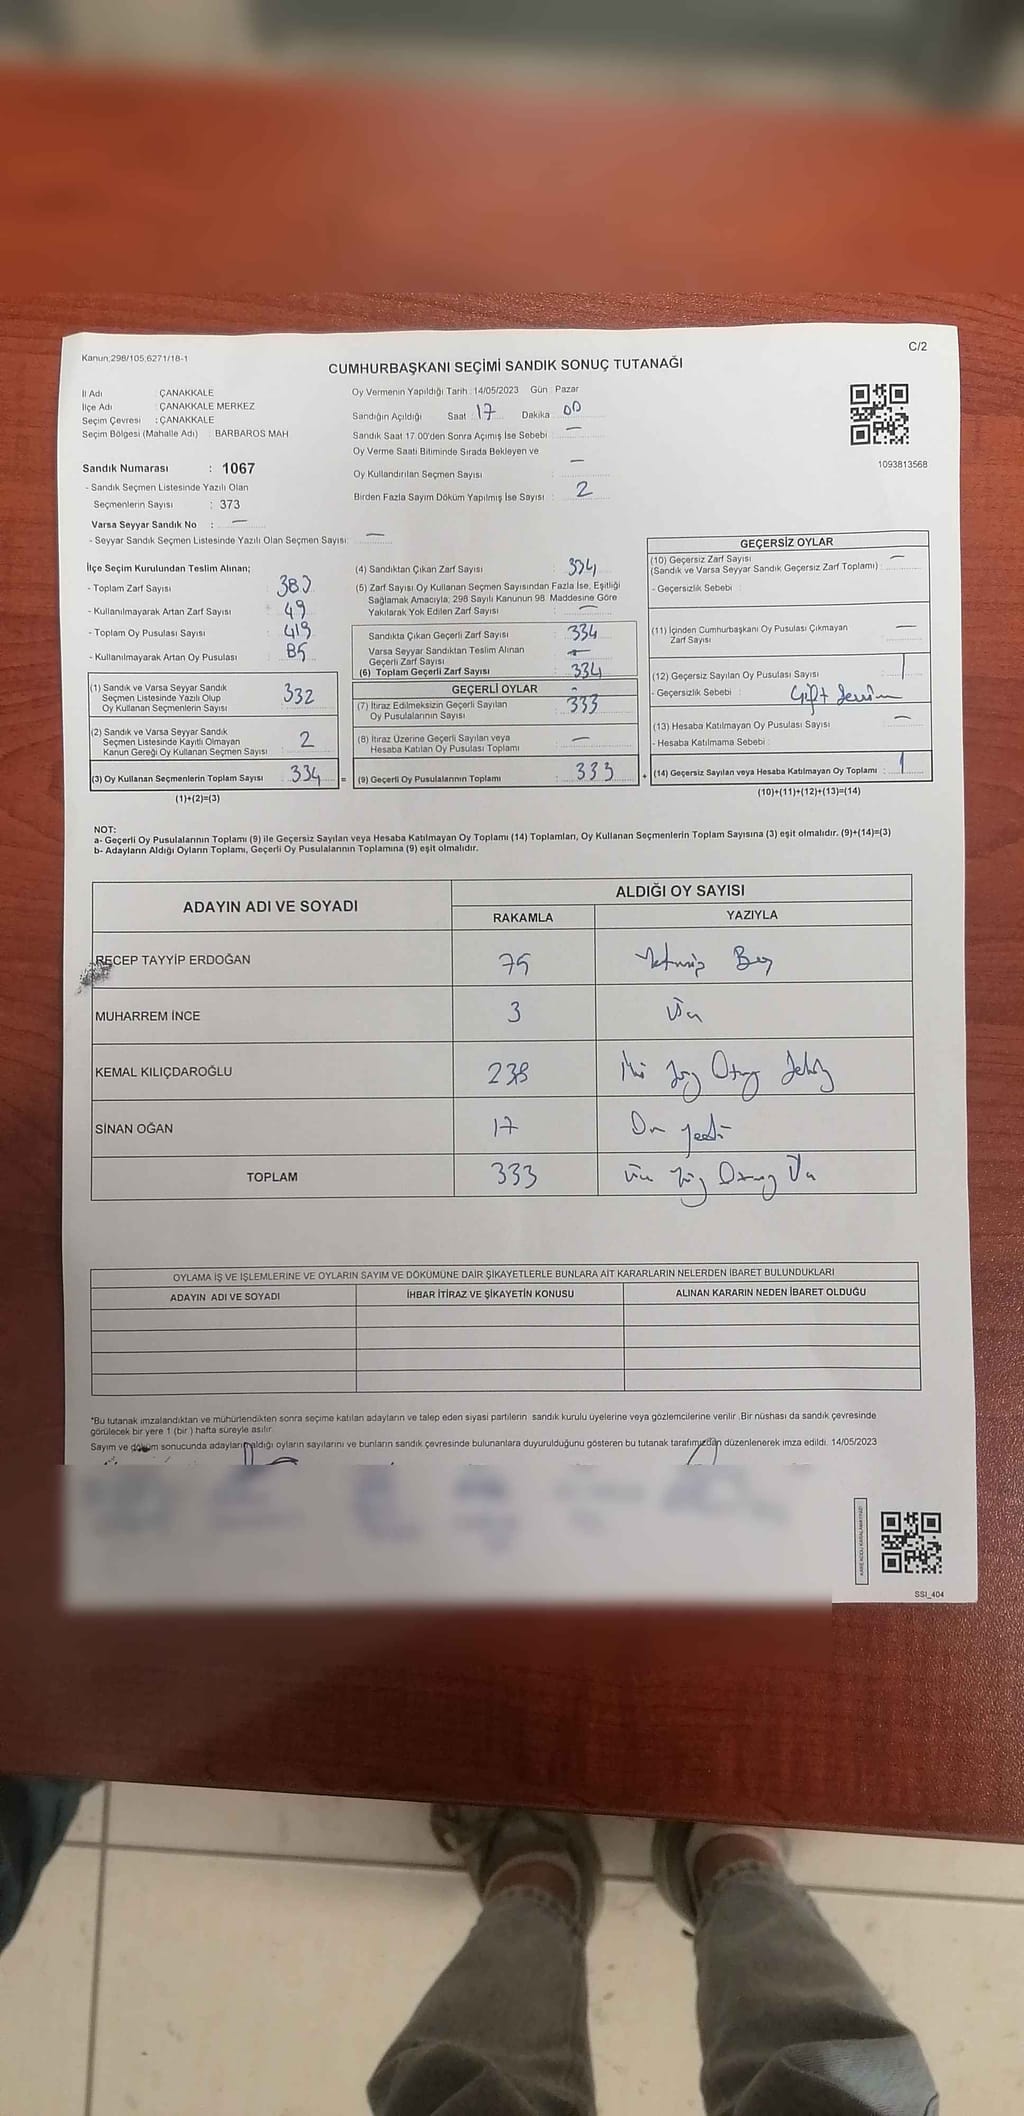 Kanun;298/105;6271/18-1
C/2
CUMHURBAŞKANI SEÇİMİ SANDIK SONUÇ TUTANAĞI
İl Adı : ÇANAKKALE
İlçe Adı : ÇANAKKALE MERKEZ
Seçim Çevresi : ÇANAKKALE
Seçim Bölgesi (Mahalle Adı) : BARBAROS MAH
Sandık Numarası : 1067
- Sandık Seçmen Listesinde Yazılı Olan
Seçmenlerin Sayısı : 373
Varsa Seyyar Sandık No : —
- Seyyar Sandık Seçmen Listesinde Yazılı Olan Seçmen Sayısı: —
Oy Vermenin Yapıldığı Tarih : 14/05/2023 Gün : Pazar
Sandığın Açıldığı Saat : 17 Dakika : 00
Sandık Saat 17.00'den Sonra Açımış İse Sebebi : —
Oy Verme Saati Bitiminde Sırada Bekleyen ve
Oy Kullandırılan Seçmen Sayısı : —
Birden Fazla Sayım Döküm Yapılmış İse Sayısı : 2
1093813568
İlçe Seçim Kurulundan Teslim Alınan;
- Toplam Zarf Sayısı :
- Kullanılmayarak Artan Zarf Sayısı : 49
- Toplam Oy Pusulası Sayısı : 419
- Kullanılmayarak Artan Oy Pusulası : 85
(1) Sandık ve Varsa Seyyar Sandık
Seçmen Listesinde Yazılı Olup
Oy Kullanan Seçmenlerin Sayısı : 332
(2) Sandık ve Varsa Seyyar Sandık
Seçmen Listesinde Kayıtlı Olmayan
Kanun Gereği Oy Kullanan Seçmen Sayısı : 2
(3) Oy Kullanan Seçmenlerin Toplam Sayısı : 334
(1)+(2)=(3)
(4) Sandıktan Çıkan Zarf Sayısı : 334
(5) Zarf Sayısı Oy Kullanan Seçmen Sayısından Fazla İse, Eşitliği
Sağlamak Amacıyla; 298 Sayılı Kanunun 98. Maddesine Göre
Yakılarak Yok Edilen Zarf Sayısı : —
Sandıkta Çıkan Geçerli Zarf Sayısı : 334
Varsa Seyyar Sandıktan Teslim Alınan
Geçerli Zarf Sayısı : —
(6) Toplam Geçerli Zarf Sayısı : 334
GEÇERLİ OYLAR
(7) İtiraz Edilmeksizin Geçerli Sayılan
Oy Pusulalarının Sayısı : 333
(8) İtiraz Üzerine Geçerli Sayılan veya
Hesaba Katılan Oy Pusulası Toplamı : —
(9) Geçerli Oy Pusulalarının Toplamı : 333
GEÇERSİZ OYLAR
(10) Geçersiz Zarf Sayısı : —
(Sandık ve Varsa Seyyar Sandık Geçersiz Zarf Toplamı) :
- Geçersizlik Sebebi :
(11) İçinden Cumhurbaşkanı Oy Pusulası Çıkmayan
Zarf Sayısı : —
(12) Geçersiz Sayılan Oy Pusulası Sayısı : 1
- Geçersizlik Sebebi : Çift
(13) Hesaba Katılmayan Oy Pusulası Sayısı : —
- Hesaba Katılmama Sebebi :
(14) Geçersiz Sayılan veya Hesaba Katılmayan Oy Toplamı : 1
(10)+(11)+(12)+(13)=(14)
NOT:
a- Geçerli Oy Pusulalarının Toplamı (9) ile Geçersiz Sayılan veya Hesaba Katılmayan Oy Toplamı (14) Toplamları, Oy Kullanan Seçmenlerin Toplam Sayısına (3) eşit olmalıdır. (9)+(14)=(3)
b- Adayların Aldığı Oyların Toplamı, Geçerli Oy Pusulalarının Toplamına (9) eşit olmalıdır.
ADAYIN ADI VE SOYADI
ALDIĞI OY SAYISI
RAKAMLA YAZIYLA
RECEP TAYYİP ERDOĞAN 75 Yetmiş Beş
MUHARREM İNCE 3 Üç
KEMAL KILIÇDAROĞLU 238 İki Yüz Otuz Sekiz
SİNAN OĞAN 17 On Yedi
TOPLAM 333 Üç Yüz Otuz Üç
OYLAMA İŞ VE İŞLEMLERİNE VE OYLARIN SAYIM VE DÖKÜMÜNE DAİR ŞİKAYETLERLE BUNLARA AİT KARARLARIN NELERDEN İBARET BULUNDUKLARI
ADAYIN ADI VE SOYADI İHBAR İTİRAZ VE ŞİKAYETİN KONUSU ALINAN KARARIN NEDEN İBARET OLDUĞU
*Bu tutanak imzalandıktan ve mühürlendikten sonra seçime katılan adayların ve talep eden siyasi partilerin sandık kurulu üyelerine veya gözlemcilerine verilir. Bir nüshası da sandık çevresinde
görülecek bir yere 1 (bir ) hafta süreyle asılır.
Sayım ve döküm sonucunda adayların aldığı oyların sayılarını ve bunların sandık çevresinde bulunanlara duyurulduğunu gösteren bu tutanak tarafımızdan düzenlenerek imza edildi. 14/05/2023
SSI_404